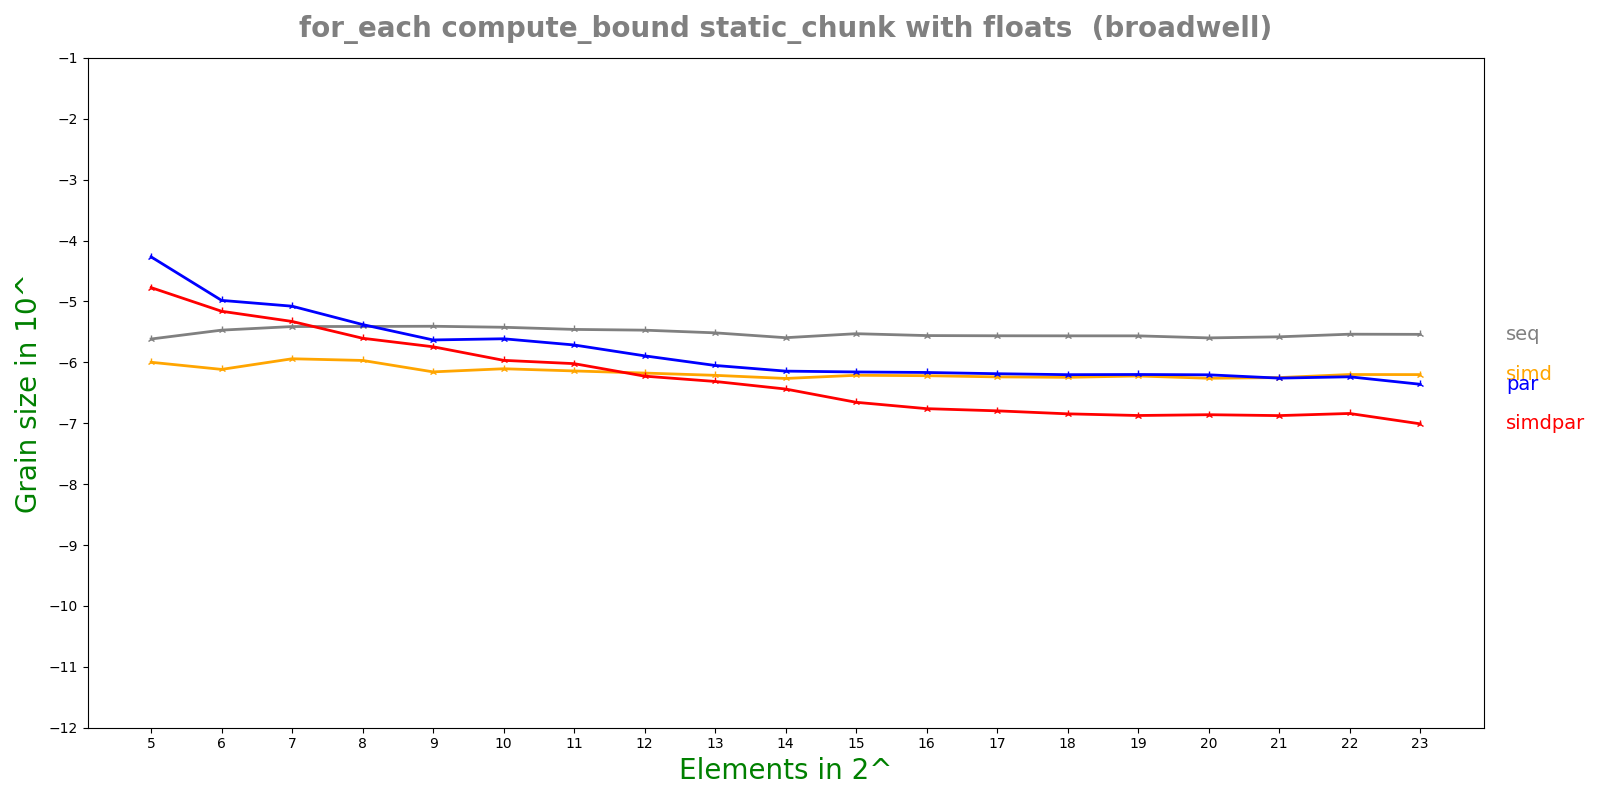 for_each compute_bound static_chunk with floats  (broadwell)
Grain size in 10^
−1
−2
−3
−4
−5
−6
−7
−8
−9
−10
−11
−12
seq
simd
par
simdpar
5 6 7 8 9 10 11 12 13 14 15 16 17 18 19 20 21 22 23
Elements in 2^